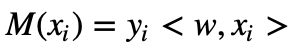 M(xᵢ) = yᵢ < w, xᵢ >